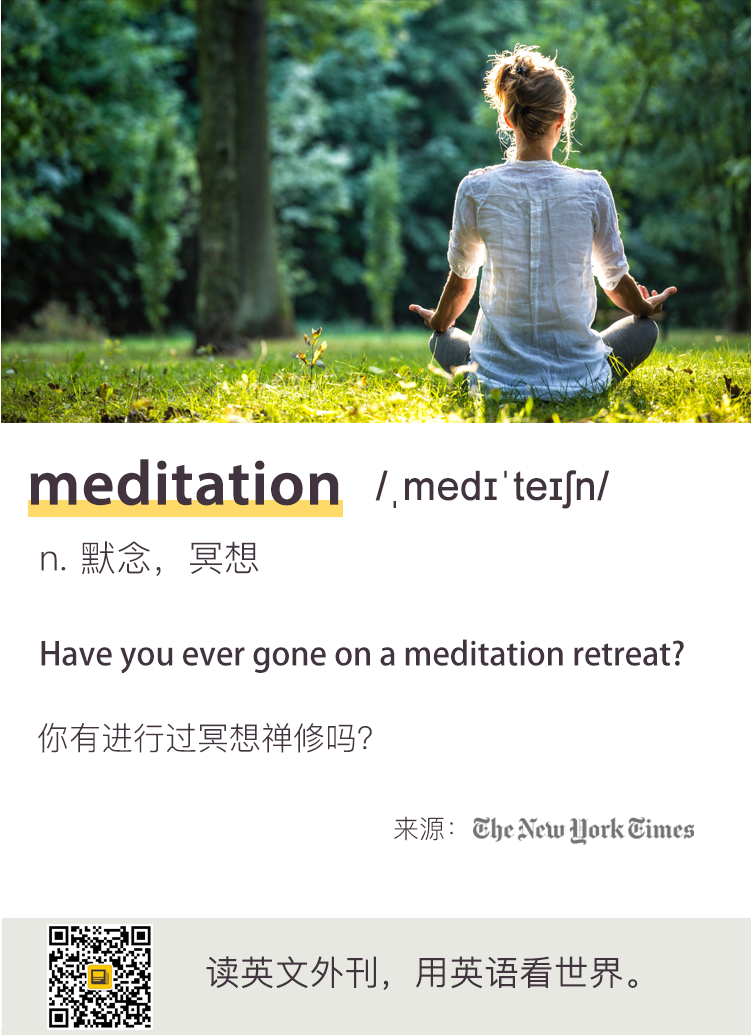 meditation /ˌmedɪˈteɪʃn/
n. 默念，冥想
Have you ever gone on a meditation retreat?
你有进行过冥想禅修吗？
来源：The New York Times
读英文外刊，用英语看世界。